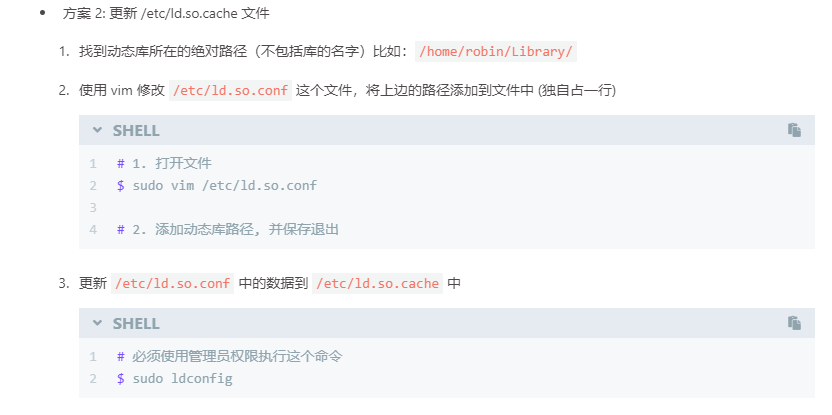 • 方案 2: 更新 /etc/ld.so.cache 文件
1. 找到动态库所在的绝对路径（不包括库的名字）比如：/home/robin/Library/
2. 使用 vim 修改 /etc/ld.so.conf 这个文件，将上边的路径添加到文件中 (独自占一行)
SHELL
1 # 1. 打开文件
2 $ sudo vim /etc/ld.so.conf
3
4 # 2. 添加动态库路径, 并保存退出
3. 更新 /etc/ld.so.conf 中的数据到 /etc/ld.so.cache 中
SHELL
1 # 必须使用管理员权限执行这个命令
2 $ sudo ldconfig